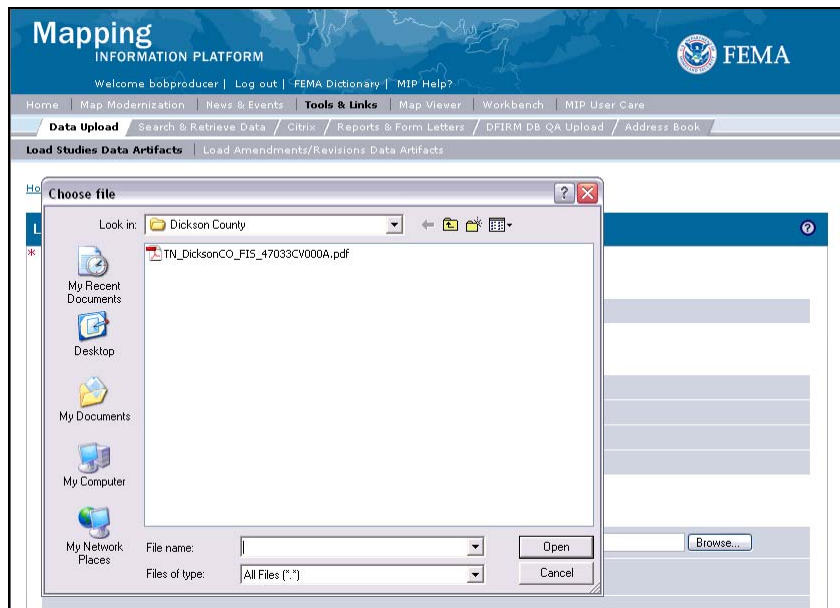 Mapping
INFORMATION PLATFORM
FEMA
Welcome bobproducer | Log out | FEMA Dictionary | MIP Help?
Home | Map Modernization | News & Events | Tools & Links | Map Viewer | Workbench | MIP User Care
Data Upload / Search & Retrieve Data / Citrix / Reports & Form Letters / DFIRM DB QA Upload / Address Book
Load Studies Data Artifacts | Load Amendments/Revisions Data Artifacts
Ho
Choose file
L
*
Look in: Dickson County
TN_DicksonCO_FIS_47033CV000A.pdf
My Recent
Documents
Desktop
My Documents
My Computer
My Network
Places
File name: Open
Browse...
Files of type: All Files (*.*) Cancel